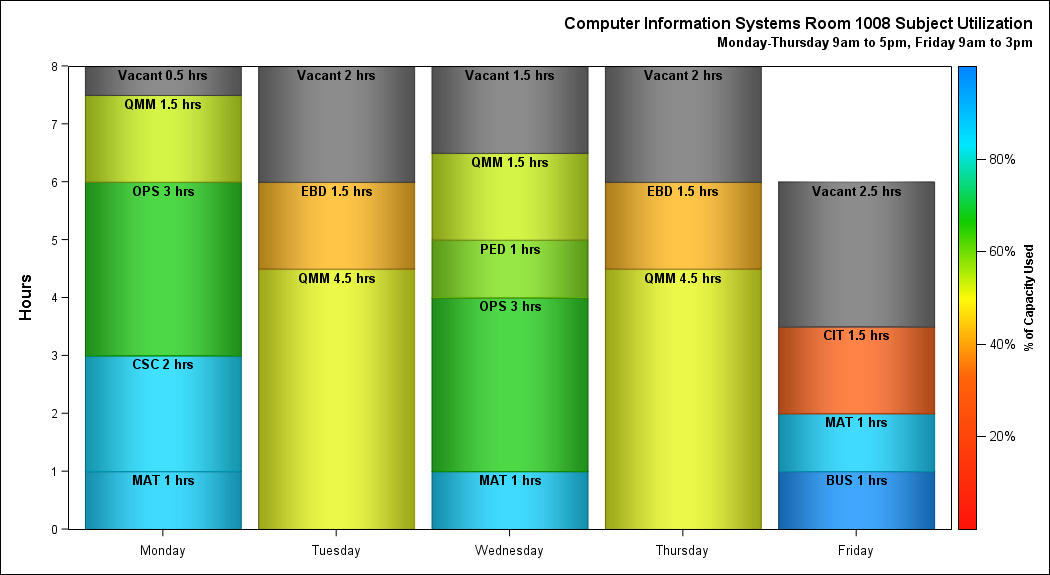 Computer Information Systems Room 1008 Subject Utilization
Monday-Thursday 9am to 5pm, Friday 9am to 3pm
Hours
8
7
6
5
4
3
2
1
0
Vacant 0.5 hrs
QMM 1.5 hrs
OPS 3 hrs
CSC 2 hrs
MAT 1 hrs
Monday
Vacant 2 hrs
EBD 1.5 hrs
QMM 4.5 hrs
Tuesday
Vacant 1.5 hrs
QMM 1.5 hrs
PED 1 hrs
OPS 3 hrs
MAT 1 hrs
Wednesday
Vacant 2 hrs
EBD 1.5 hrs
QMM 4.5 hrs
Thursday
Vacant 2.5 hrs
CIT 1.5 hrs
MAT 1 hrs
BUS 1 hrs
Friday
80%
60%
40%
20%
% of Capacity Used